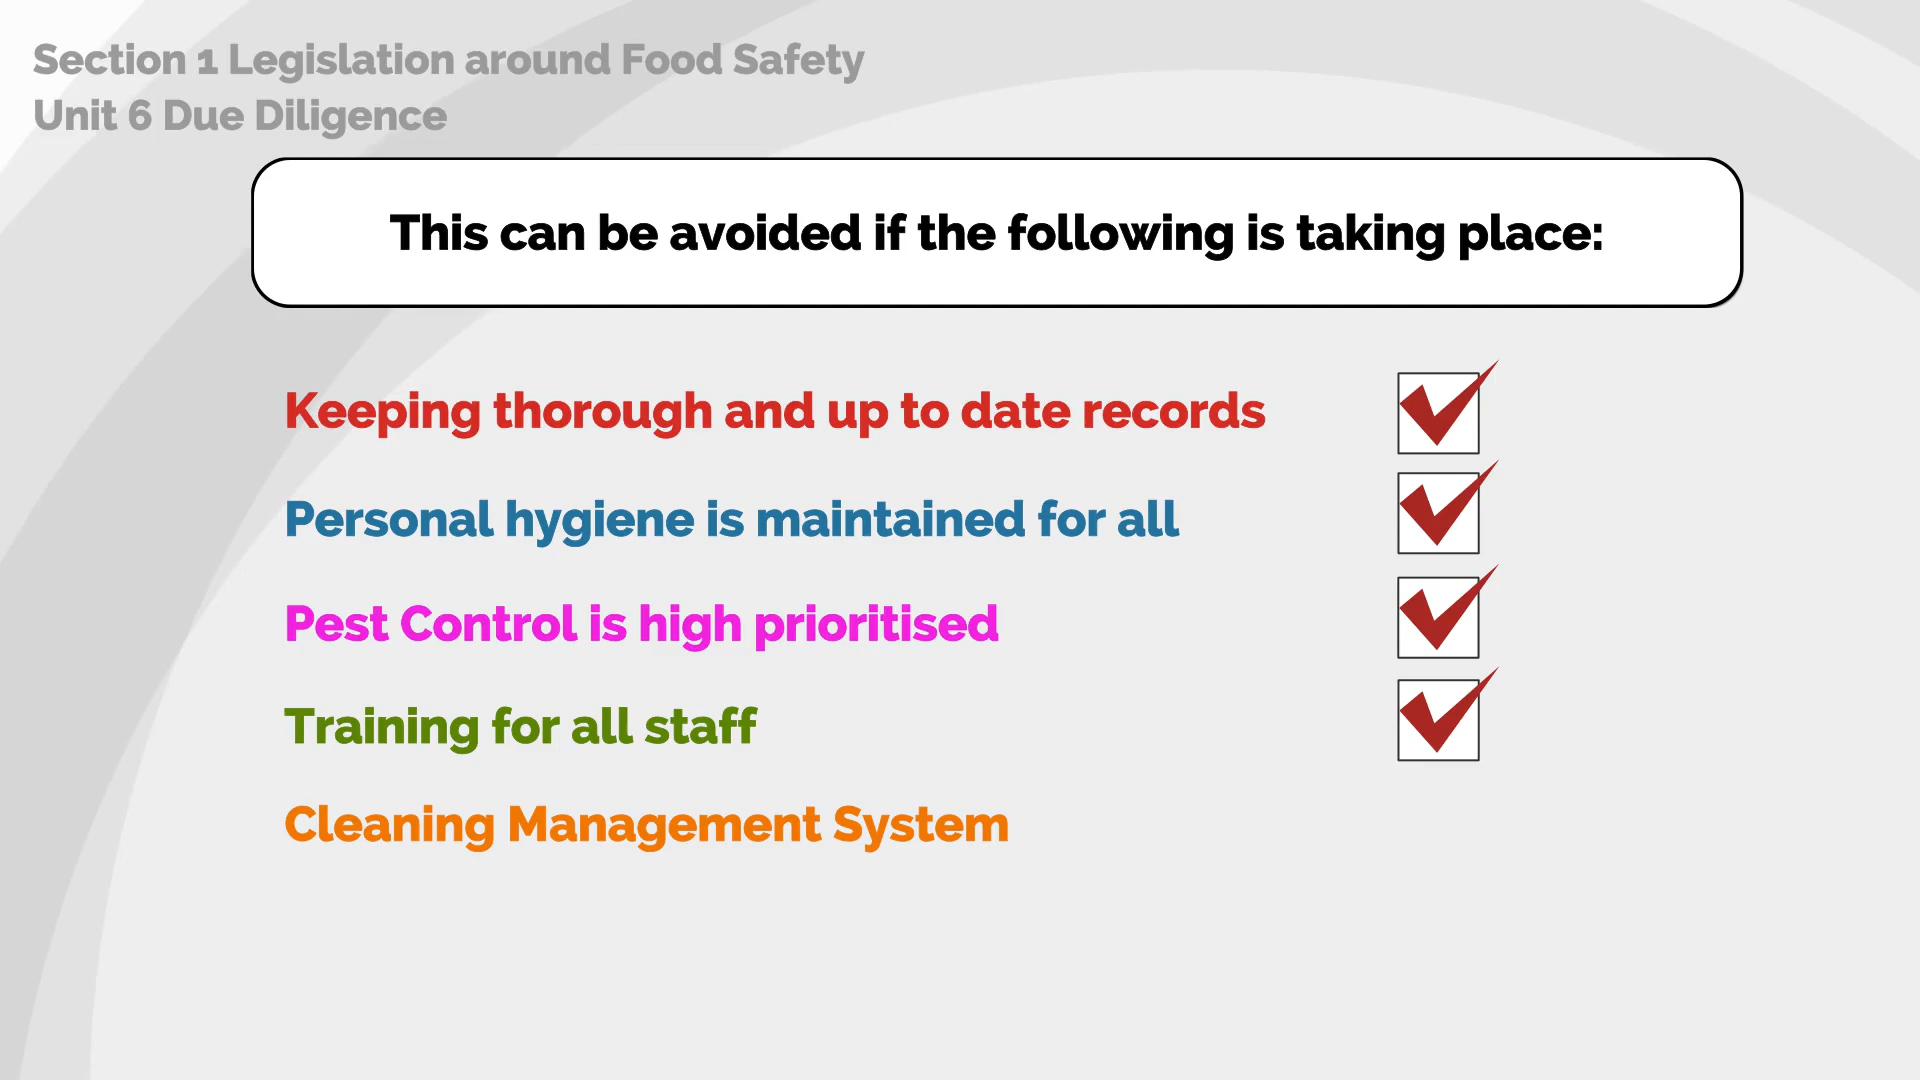 Section 1 Legislation around Food Safety
Unit 6 Due Diligence
This can be avoided if the following is taking place:
Keeping thorough and up to date records
Personal hygiene is maintained for all
Pest Control is high prioritised
Training for all staff
Cleaning Management System